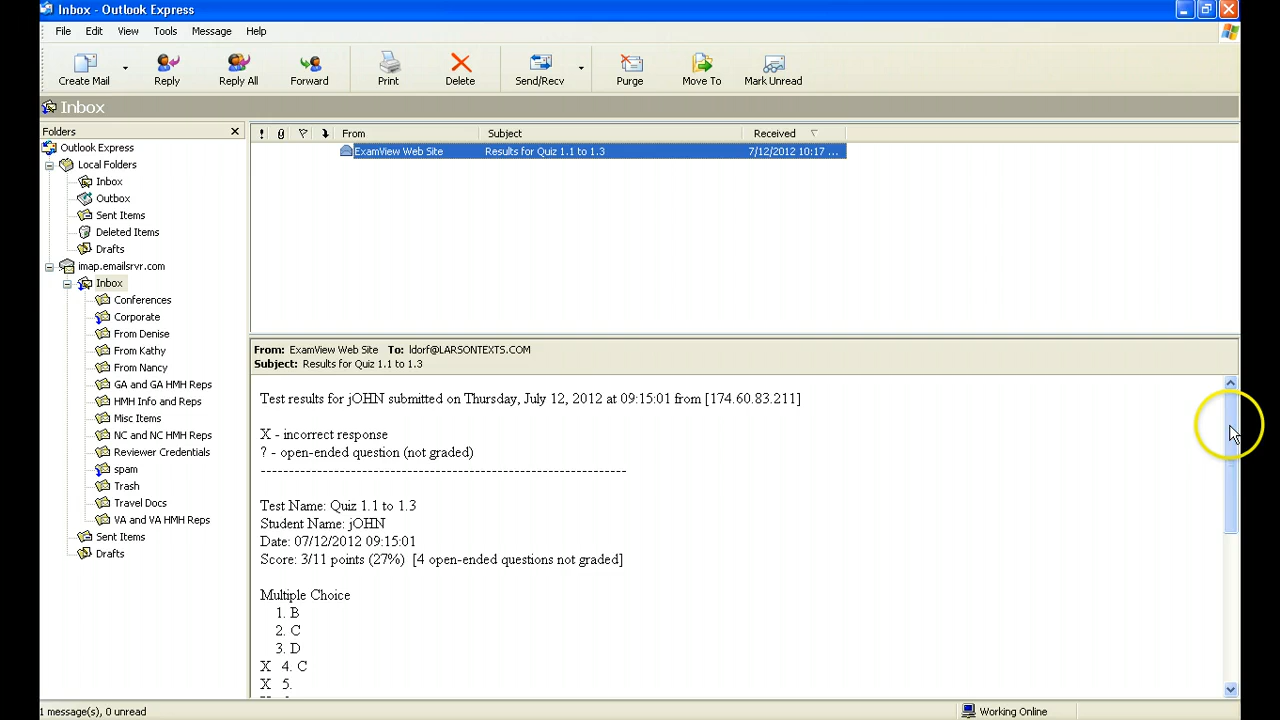 Inbox - Outlook Express
File Edit View Tools Message Help
Create Mail Reply Reply All Forward Print Delete Send/Recv Purge Move To Mark Unread
Inbox
Folders
Outlook Express
Local Folders
Inbox
Outbox
Sent Items
Deleted Items
Drafts
imap.emailsrvr.com
Inbox
Conferences
Corporate
From Denise
From Kathy
From Nancy
GA and GA HMH Reps
HMH Info and Reps
Misc Items
NC and NC HMH Reps
Reviewer Credentials
spam
Trash
Travel Docs
VA and VA HMH Reps
Sent Items
Drafts
! From Subject Received
ExamView Web Site Results for Quiz 1.1 to 1.3 7/12/2012 10:17 ...
From: ExamView Web Site To: ldorf@LARSONTEXTS.COM
Subject: Results for Quiz 1.1 to 1.3
Test results for jOHN submitted on Thursday, July 12, 2012 at 09:15:01 from [174.60.83.211]
X - incorrect response
? - open-ended question (not graded)
--------------------------------------------------------------------------
Test Name: Quiz 1.1 to 1.3
Student Name: jOHN
Date: 07/12/2012 09:15:01
Score: 3/11 points (27%) [4 open-ended questions not graded]
Multiple Choice
1. B
2. C
3. D
X 4. C
X 5.
1 message(s), 0 unread
Working Online